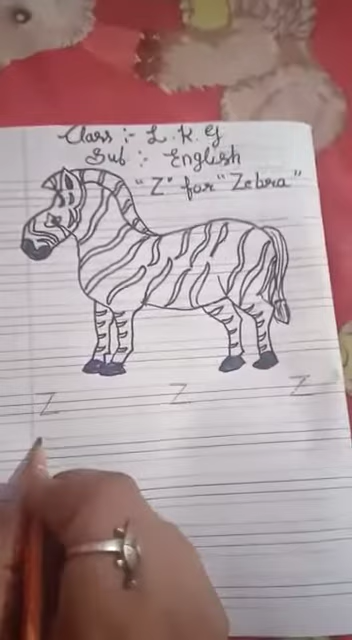 Class :- L.K.G
Sub :- English
"Z" for "Zebra"
Z Z Z